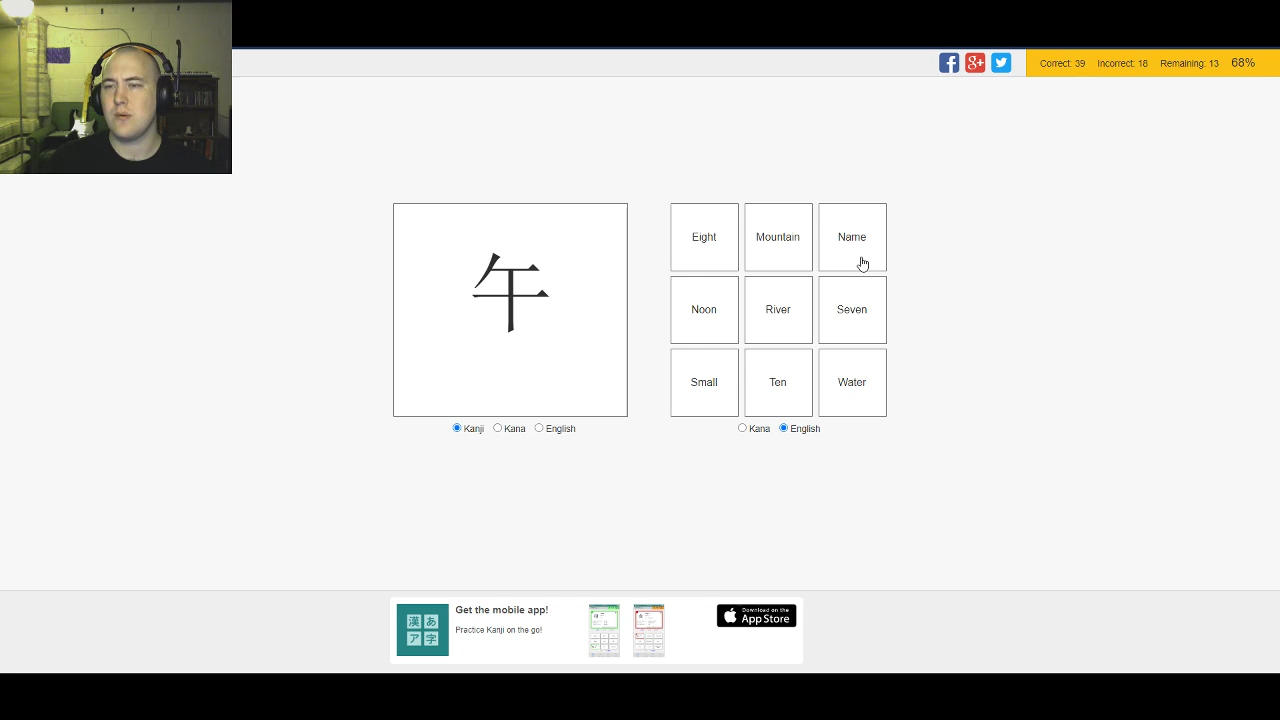 Correct: 39 Incorrect: 18 Remaining: 13 68%
午
Eight Mountain Name
Noon River Seven
Small Ten Water
Kanji Kana English
Kana English
漢あ
ア字
Get the mobile app!
Practice Kanji on the go!
Download on the
App Store